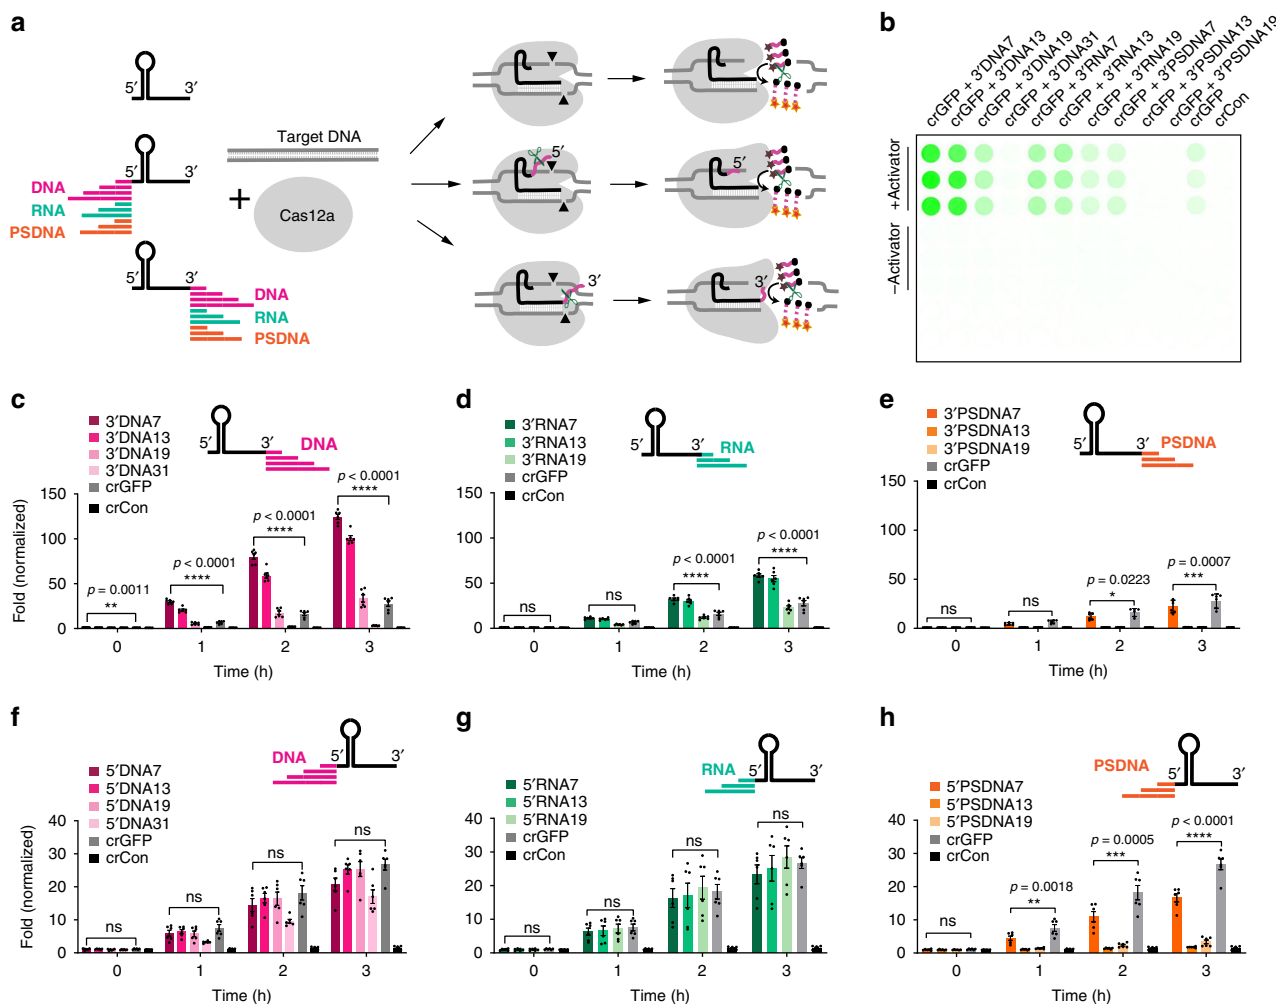 a
5′
3′
Target DNA
5′
3′
DNA
RNA
PSDNA
+
Cas12a
5′
3′
DNA
RNA
PSDNA
5′
5′
3′
3′
b
crGFP + 3′DNA7
crGFP + 3′DNA13
crGFP + 3′DNA19
crGFP + 3′DNA31
crGFP + 3′RNA7
crGFP + 3′RNA13
crGFP + 3′RNA19
crGFP + 3′PSDNA7
crGFP + 3′PSDNA13
crGFP + 3′PSDNA19
crGFP
crCon
+Activator
−Activator
c
3′DNA7
3′DNA13
3′DNA19
3′DNA31
crGFP
crCon
5′
3′
DNA
Fold (normalized)
150
100
50
0
p = 0.0011
**
p < 0.0001
****
p < 0.0001
****
p < 0.0001
****
0
1
2
3
Time (h)
d
3′RNA7
3′RNA13
3′RNA19
crGFP
crCon
5′
3′
RNA
150
100
50
0
ns
ns
p < 0.0001
****
p < 0.0001
****
0
1
2
3
Time (h)
e
3′PSDNA7
3′PSDNA13
3′PSDNA19
crGFP
crCon
5′
3′
PSDNA
150
100
50
0
ns
ns
p = 0.0223
*
p = 0.0007
***
0
1
2
3
Time (h)
f
5′DNA7
5′DNA13
5′DNA19
5′DNA31
crGFP
crCon
DNA
5′
3′
Fold (normalized)
40
30
20
10
0
ns
ns
ns
ns
0
1
2
3
Time (h)
g
5′RNA7
5′RNA13
5′RNA19
crGFP
crCon
RNA
5′
3′
40
30
20
10
0
ns
ns
ns
ns
0
1
2
3
Time (h)
h
5′PSDNA7
5′PSDNA13
5′PSDNA19
crGFP
crCon
PSDNA
5′
3′
40
30
20
10
0
ns
p = 0.0018
**
p = 0.0005
***
p < 0.0001
****
0
1
2
3
Time (h)